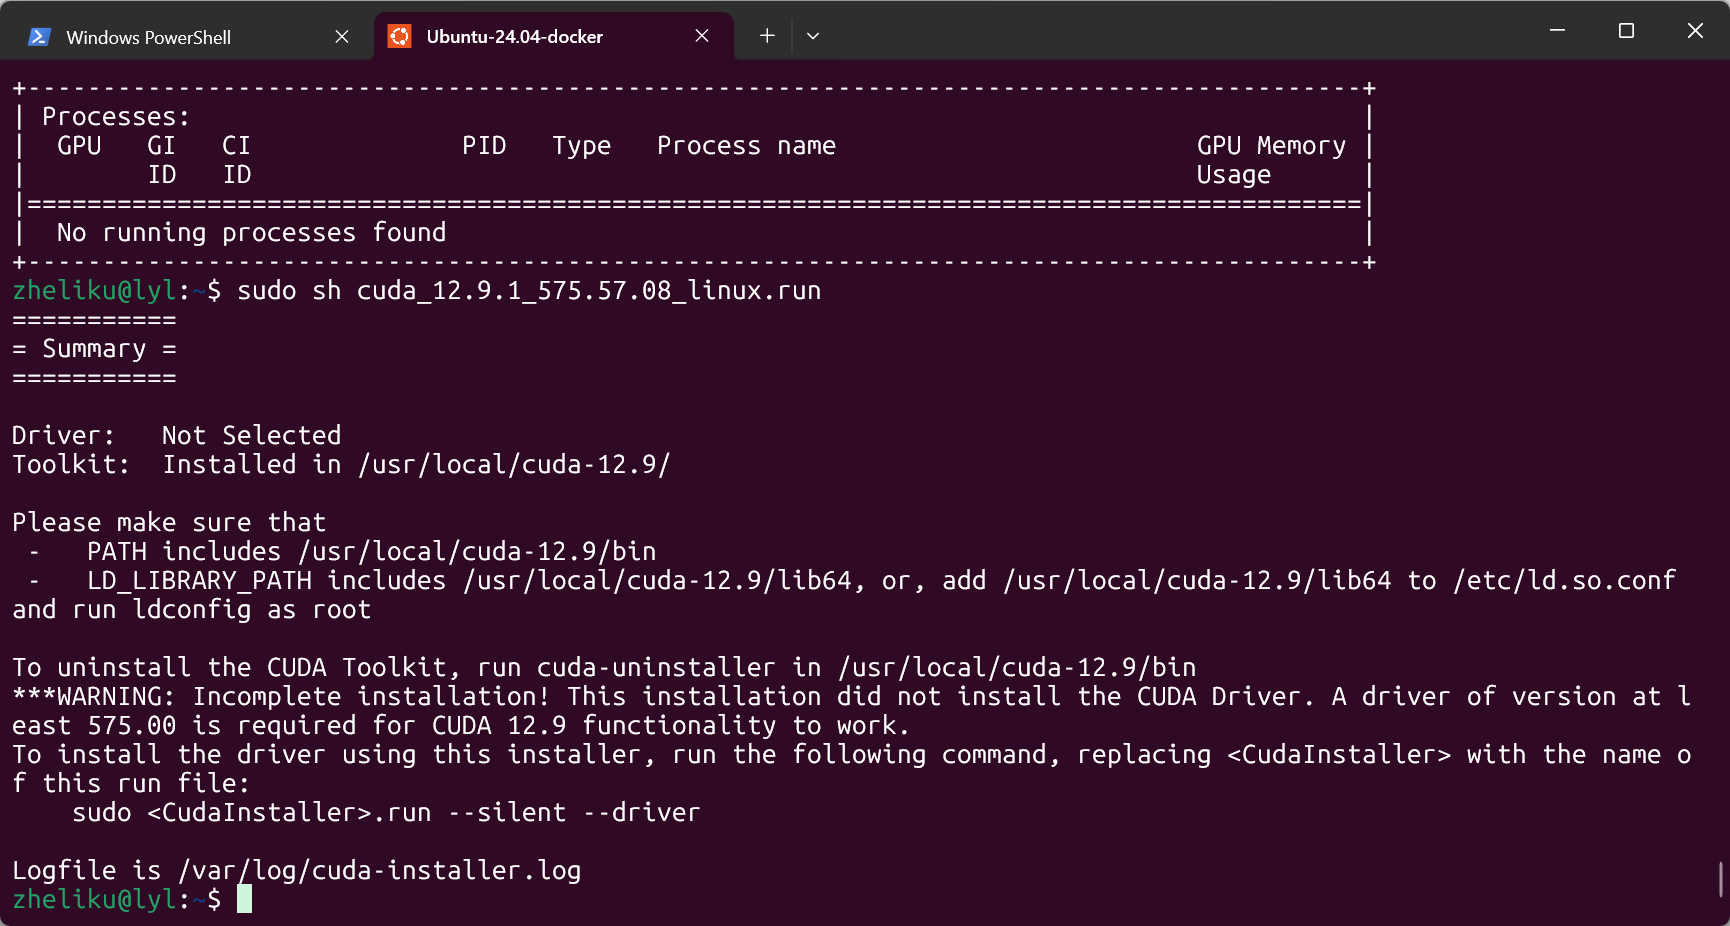 Windows PowerShell
Ubuntu-24.04-docker
+-----------------------------------------------------------------------------------------+
| Processes:                                                                              |
|  GPU   GI   CI              PID   Type   Process name                        GPU Memory |
|        ID   ID                                                               Usage      |
|=========================================================================================|
|  No running processes found                                                             |
+-----------------------------------------------------------------------------------------+
zheliku@lyl:~$ sudo sh cuda_12.9.1_575.57.08_linux.run
===========
= Summary =
===========
Driver:   Not Selected
Toolkit:  Installed in /usr/local/cuda-12.9/
Please make sure that
 -   PATH includes /usr/local/cuda-12.9/bin
 -   LD_LIBRARY_PATH includes /usr/local/cuda-12.9/lib64, or, add /usr/local/cuda-12.9/lib64 to /etc/ld.so.conf
and run ldconfig as root
To uninstall the CUDA Toolkit, run cuda-uninstaller in /usr/local/cuda-12.9/bin
***WARNING: Incomplete installation! This installation did not install the CUDA Driver. A driver of version at l
east 575.00 is required for CUDA 12.9 functionality to work.
To install the driver using this installer, run the following command, replacing <CudaInstaller> with the name o
f this run file:
    sudo <CudaInstaller>.run --silent --driver
Logfile is /var/log/cuda-installer.log
zheliku@lyl:~$